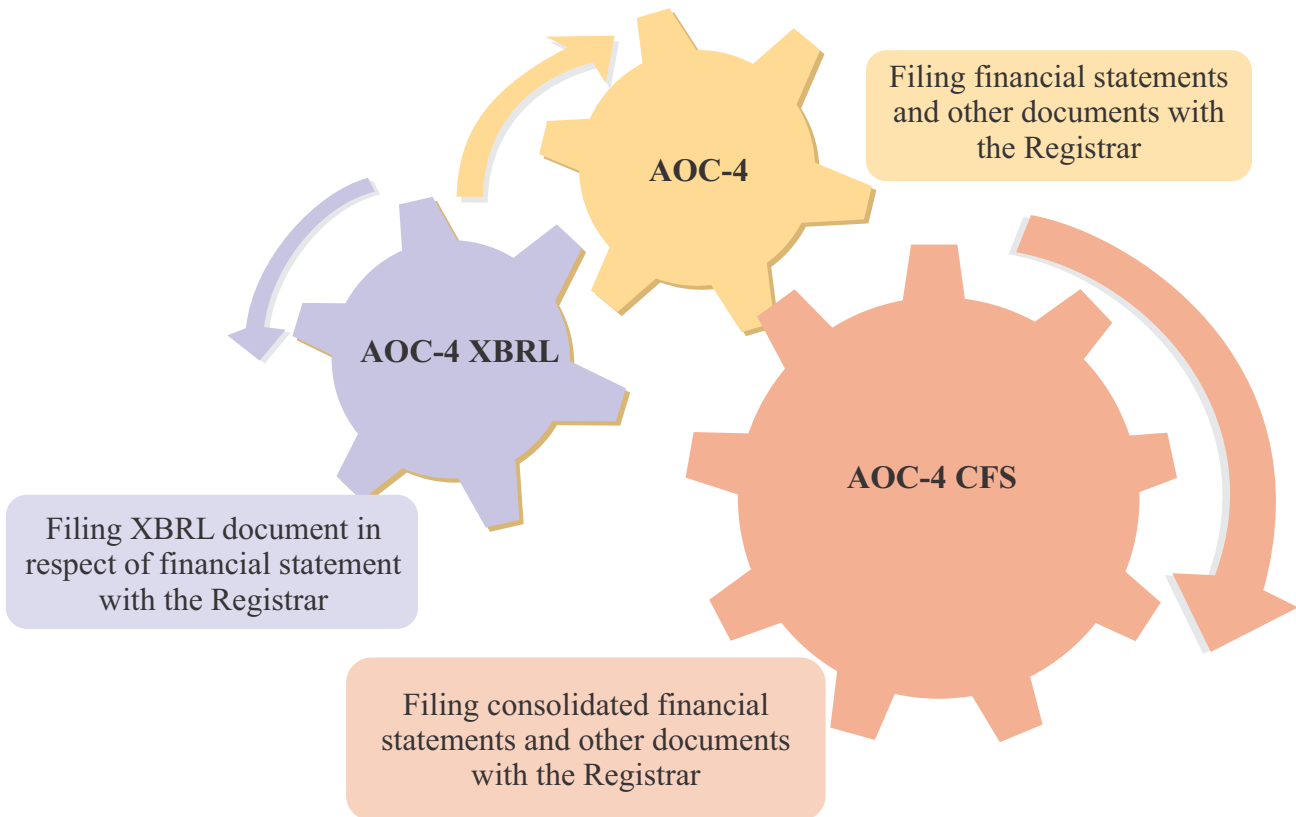 Filing financial statements
and other documents with
the Registrar
AOC-4
AOC-4 XBRL
AOC-4 CFS
Filing XBRL document in
respect of financial statement
with the Registrar
Filing consolidated financial
statements and other documents
with the Registrar